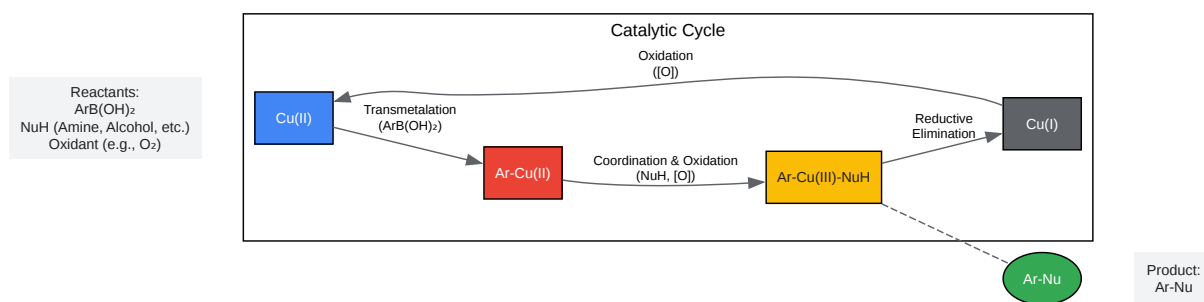 Catalytic Cycle
Oxidation
([O])
Reactants:
ArB(OH)₂
NuH (Amine, Alcohol, etc.)
Oxidant (e.g., O₂)
Cu(II)
Transmetalation
(ArB(OH)₂)
Ar-Cu(II)
Coordination & Oxidation
(NuH, [O])
Ar-Cu(III)-NuH
Reductive
Elimination
Cu(I)
Ar-Nu
Product:
Ar-Nu